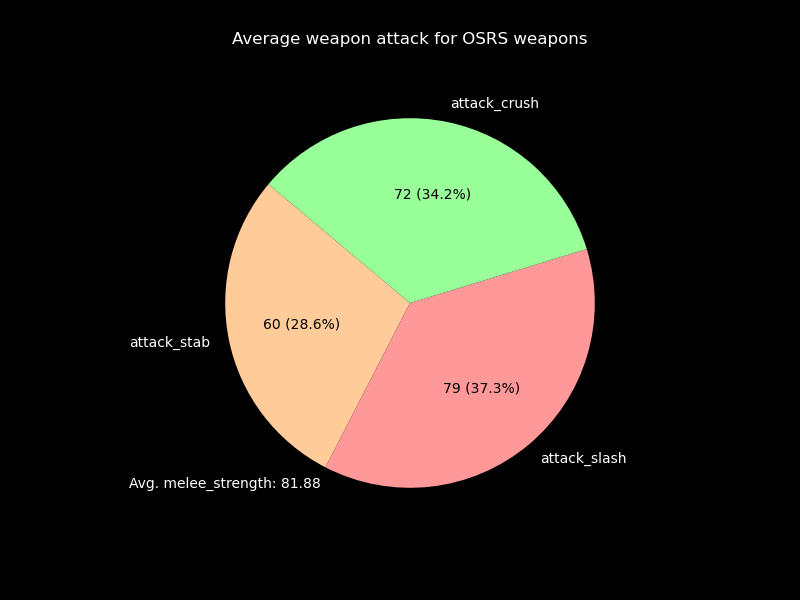 Average weapon attack for OSRS weapons
attack_crush
72 (34.2%)
60 (28.6%)
attack_stab
79 (37.3%)
attack_slash
Avg. melee_strength: 81.88